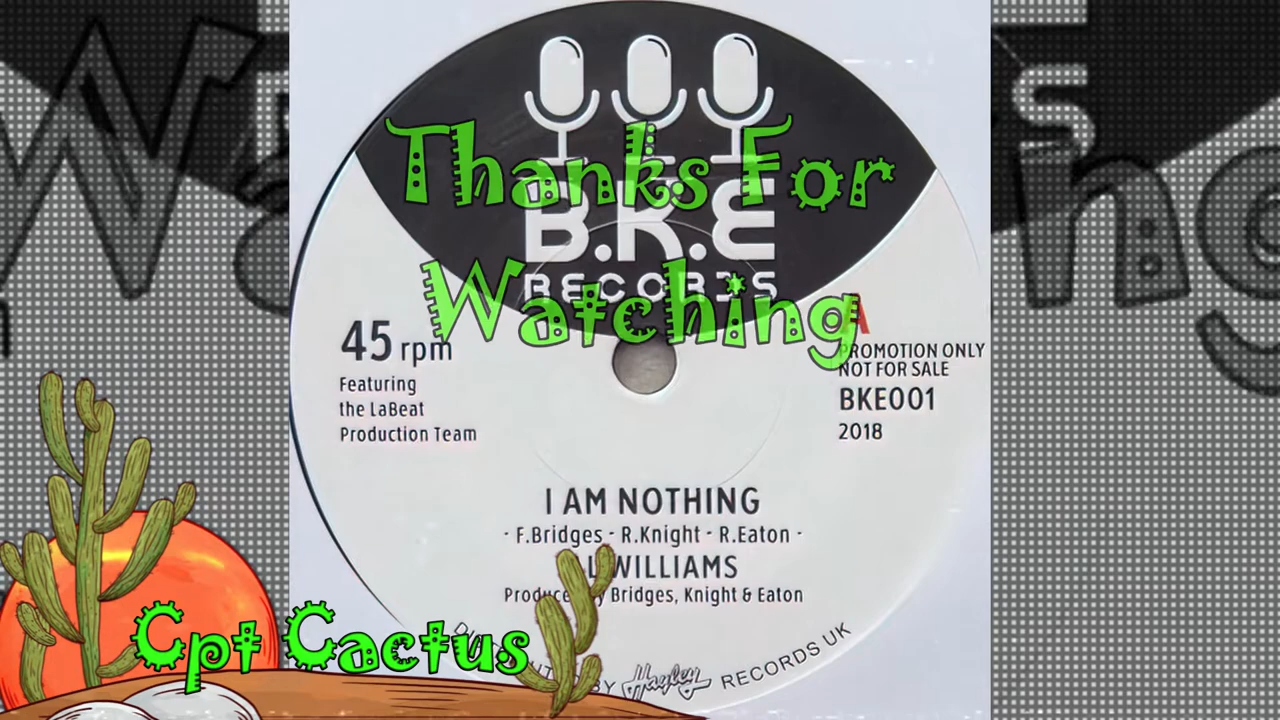 Thanks For
Watching
B.K.E
RECORDS
45 rpm
Featuring
the LaBeat
Production Team
A
PROMOTION ONLY
NOT FOR SALE
BKE001
2018
I AM NOTHING
- F.Bridges - R.Knight - R.Eaton -
WILLIAMS
Bridges, Knight & Eaton
Hayley RECORDS UK
Cpt Cactus